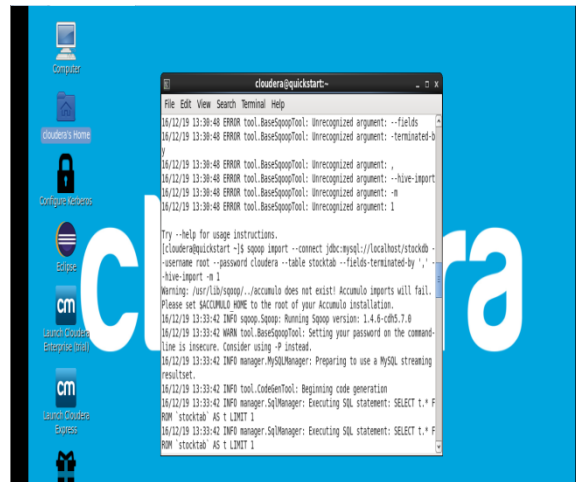 Computer
cloudera's Home
Configure Kerberos
Eclipse
Launch Cloudera
Enterprise (trial)
Launch Cloudera
Express
cl
ra
cm
cm
cloudera@quickstart:~
File Edit View Search Terminal Help
16/12/19 13:30:48 ERROR tool.BaseSqoopTool: Unrecognized argument: --fields
16/12/19 13:30:48 ERROR tool.BaseSqoopTool: Unrecognized argument: -terminated-b
y
16/12/19 13:30:48 ERROR tool.BaseSqoopTool: Unrecognized argument: ,
16/12/19 13:30:48 ERROR tool.BaseSqoopTool: Unrecognized argument: --hive-import
16/12/19 13:30:48 ERROR tool.BaseSqoopTool: Unrecognized argument: -m
16/12/19 13:30:48 ERROR tool.BaseSqoopTool: Unrecognized argument: 1
Try --help for usage instructions.
[cloudera@quickstart ~]$ sqoop import --connect jdbc:mysql://localhost/stockdb -
-username root --password cloudera --table stocktab --fields-terminated-by ',' -
-hive-import -m 1
Warning: /usr/lib/sqoop/../accumulo does not exist! Accumulo imports will fail.
Please set $ACCUMULO_HOME to the root of your Accumulo installation.
16/12/19 13:33:42 INFO sqoop.Sqoop: Running Sqoop version: 1.4.6-cdh5.7.0
16/12/19 13:33:42 WARN tool.BaseSqoopTool: Setting your password on the command-
line is insecure. Consider using -P instead.
16/12/19 13:33:42 INFO manager.MySQLManager: Preparing to use a MySQL streaming
resultset.
16/12/19 13:33:42 INFO tool.CodeGenTool: Beginning code generation
16/12/19 13:33:42 INFO manager.SqlManager: Executing SQL statement: SELECT t.* F
ROM `stocktab` AS t LIMIT 1
16/12/19 13:33:42 INFO manager.SqlManager: Executing SQL statement: SELECT t.* F
ROM `stocktab` AS t LIMIT 1